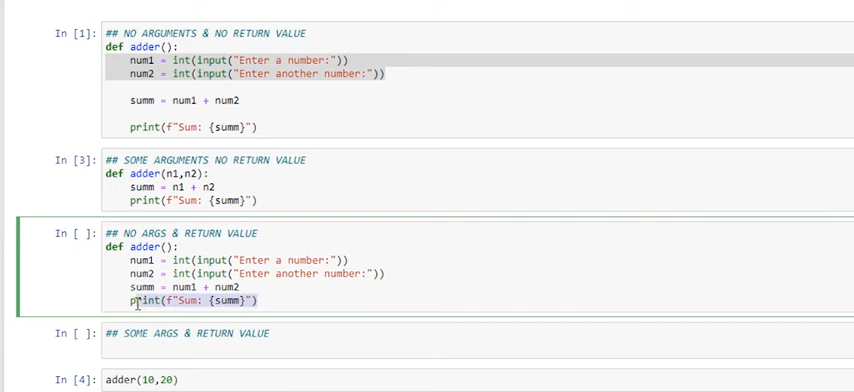 In [1]: ## NO ARGUMENTS & NO RETURN VALUE
def adder():
    num1 = int(input("Enter a number:"))
    num2 = int(input("Enter another number:"))
    summ = num1 + num2
    print(f"Sum: {summ}")
In [3]: ## SOME ARGUMENTS NO RETURN VALUE
def adder(n1,n2):
    summ = n1 + n2
    print(f"Sum: {summ}")
In [ ]: ## NO ARGS & RETURN VALUE
def adder():
    num1 = int(input("Enter a number:"))
    num2 = int(input("Enter another number:"))
    summ = num1 + num2
    print(f"Sum: {summ}")
In [ ]: ## SOME ARGS & RETURN VALUE
In [4]: adder(10,20)